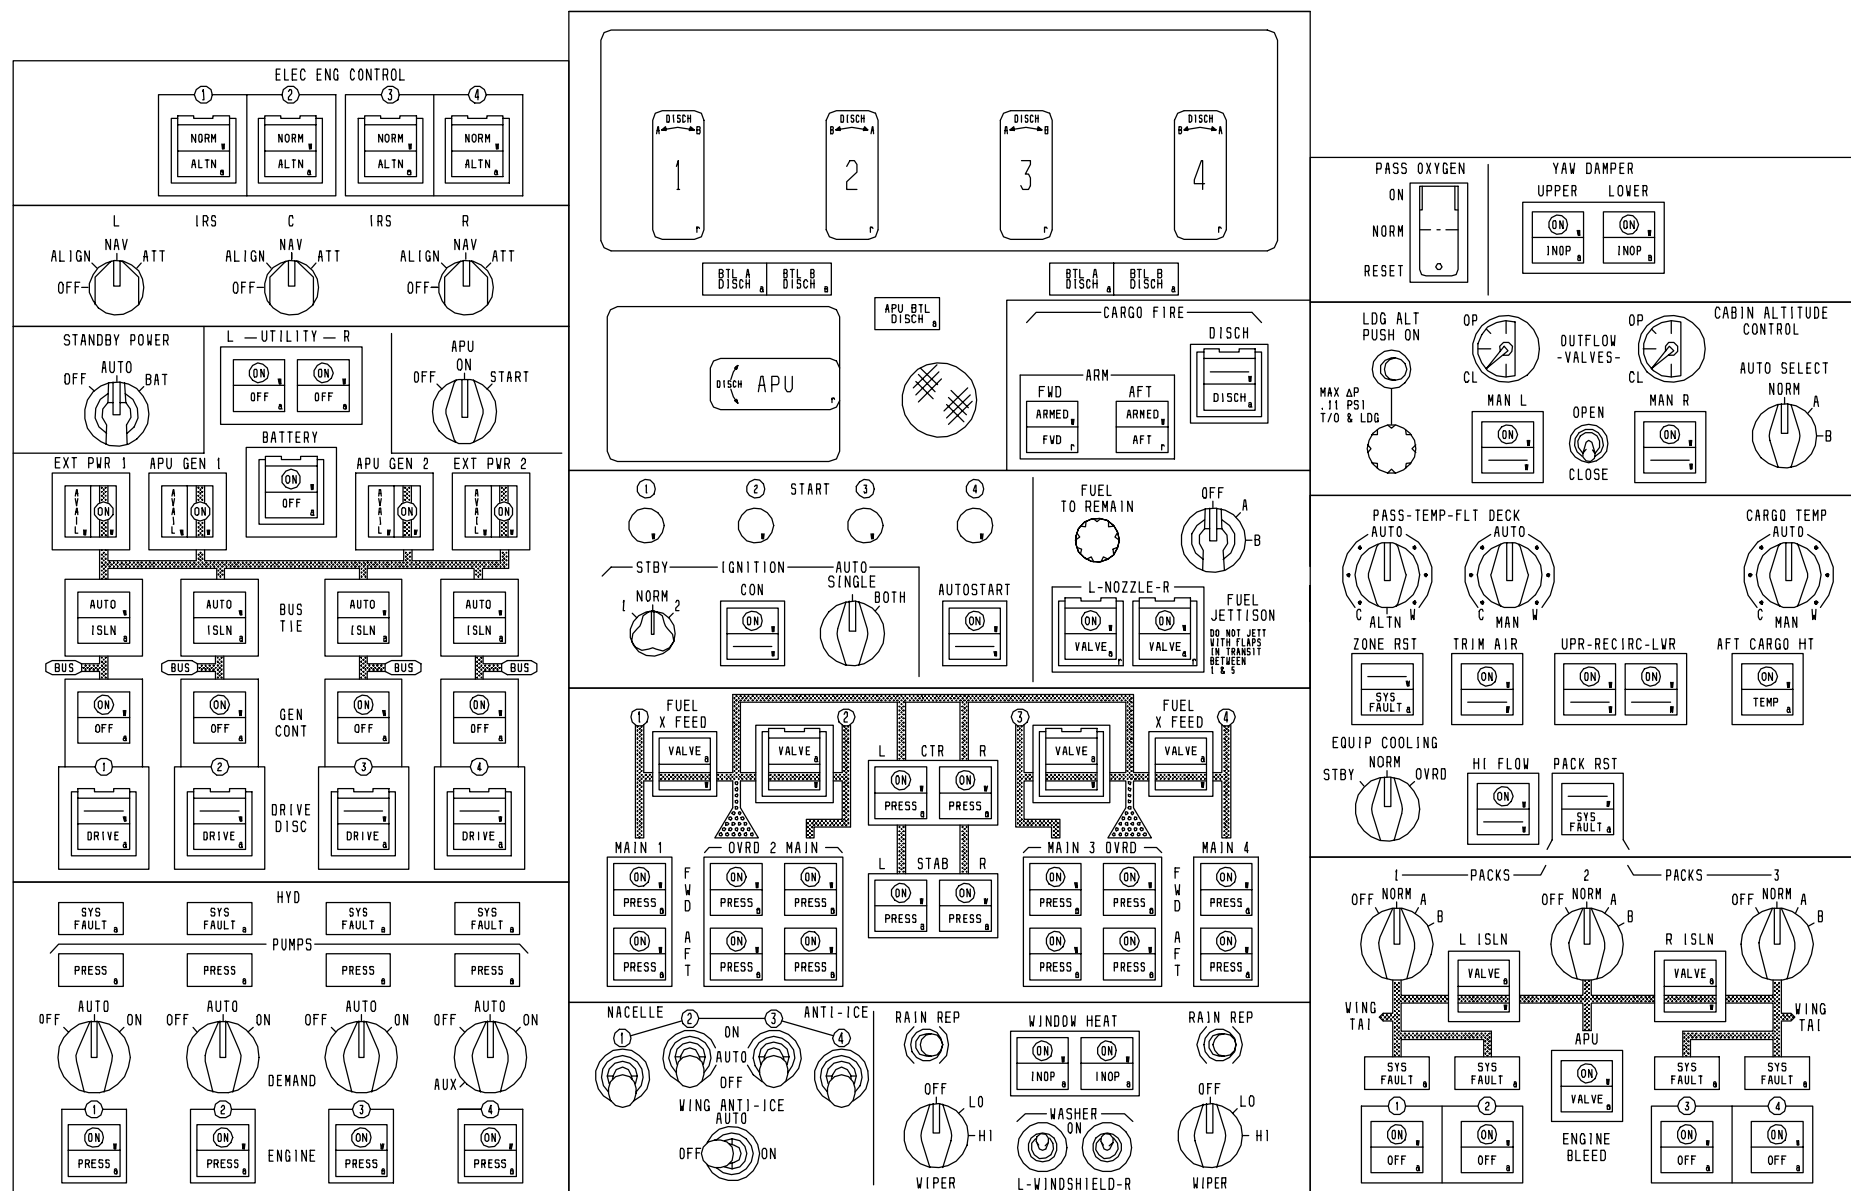 ELEC ENG CONTROL
1 2 3 4
NORM w NORM w NORM w NORM w
ALTN a ALTN a ALTN a ALTN a
L IRS C IRS R
NAV NAV NAV
ALIGN ATT ALIGN ATT ALIGN ATT
OFF OFF OFF
STANDBY POWER
AUTO
OFF BAT
L — UTILITY — R
ON w ON w
OFF a OFF a
APU
ON
OFF START
BATTERY
ON w
OFF a
EXT PWR 1 APU GEN 1 APU GEN 2 EXT PWR 2
AVAIL w ON w AVAIL w ON w AVAIL w ON w AVAIL w ON w
AUTO w AUTO w AUTO w AUTO w
ISLN a ISLN a ISLN a ISLN a
BUS
TIE
BUS BUS BUS BUS
ON w ON w ON w ON w
OFF a OFF a OFF a OFF a
GEN
CONT
1 2 3 4
w w w w
DRIVE a DRIVE a DRIVE a DRIVE a
DRIVE
DISC
HYD
SYS SYS SYS SYS
FAULT a FAULT a FAULT a FAULT a
PUMPS
PRESS a PRESS a PRESS a PRESS a
AUTO AUTO AUTO AUTO
OFF ON OFF ON OFF ON OFF ON
DEMAND
AUX
1 2 3 4
ON w ON w ON w ON w
PRESS a PRESS a PRESS a PRESS a
ENGINE
DISCH DISCH DISCH DISCH
A B B A A B B A
1 2 3 4
r r r r
BTL A BTL B BTL A BTL B
DISCH a DISCH a DISCH a DISCH a
APU BTL
DISCH a
DISCH APU r
CARGO FIRE
DISCH
w
DISCH a
ARM
FWD AFT
ARMED w ARMED w
FWD r AFT r
1 2 START 3 4
w w w w
STBY IGNITION AUTO
NORM
1 2
CON
ON w
w
SINGLE
BOTH
AUTOSTART
ON w
FUEL
TO REMAIN
OFF
A
B
L-NOZZLE-R
ON w ON w
VALVE a r VALVE a r
FUEL
JETTISON
DO NOT JETT
WITH FLAPS
IN TRANSIT
BETWEEN
1 & 5
1 FUEL 2 3 FUEL 4
X FEED X FEED
VALVE a VALVE a VALVE a VALVE a
w w w w
L CTR R
ON w ON w
PRESS a PRESS a
MAIN 1 OVRD 2 MAIN L STAB R MAIN 3 OVRD MAIN 4
ON w ON w ON w ON w ON w ON w ON w ON w
PRESS a PRESS a PRESS a PRESS a PRESS a PRESS a PRESS a PRESS a
FWD FWD
ON w ON w ON w ON w ON w ON w
PRESS a PRESS a PRESS a PRESS a PRESS a PRESS a
AFT AFT
NACELLE ANTI-ICE
1 2 3 4
ON
AUTO
OFF
WING ANTI-ICE
AUTO
OFF ON
RAIN REP WINDOW HEAT RAIN REP
ON w ON w
INOP a INOP a
OFF OFF
LO LO
HI HI
WASHER
ON
WIPER L-WINDSHIELD-R WIPER
PASS OXYGEN
ON
NORM
RESET
YAW DAMPER
UPPER LOWER
ON w ON w
INOP a INOP a
LDG ALT
PUSH ON
MAX ΔP
.11 PSI
T/O & LDG
OP OP
CL CL
OUTFLOW
-VALVES-
CABIN ALTITUDE
CONTROL
AUTO SELECT
NORM
A
B
MAN L OPEN MAN R
ON w ON w
w w
CLOSE
PASS-TEMP-FLT DECK CARGO TEMP
AUTO AUTO AUTO
C W C W C W
ALTN MAN MAN
ZONE RST TRIM AIR UPR-RECIRC-LWR AFT CARGO HT
w ON w ON w ON w ON w
SYS
FAULT a w w w TEMP a
EQUIP COOLING
NORM
STBY OVRD
HI FLOW PACK RST
ON w w
w SYS
FAULT a
1 PACKS 2 PACKS 3
OFF NORM A B OFF NORM A B OFF NORM A B
L ISLN R ISLN
VALVE a VALVE a
w w
WING WING
TAI TAI
APU
ON w
VALVE a
SYS SYS SYS SYS
FAULT a FAULT a FAULT a FAULT a
1 2 3 4
ON w ON w ON w ON w
OFF a OFF a OFF a OFF a
ENGINE
BLEED